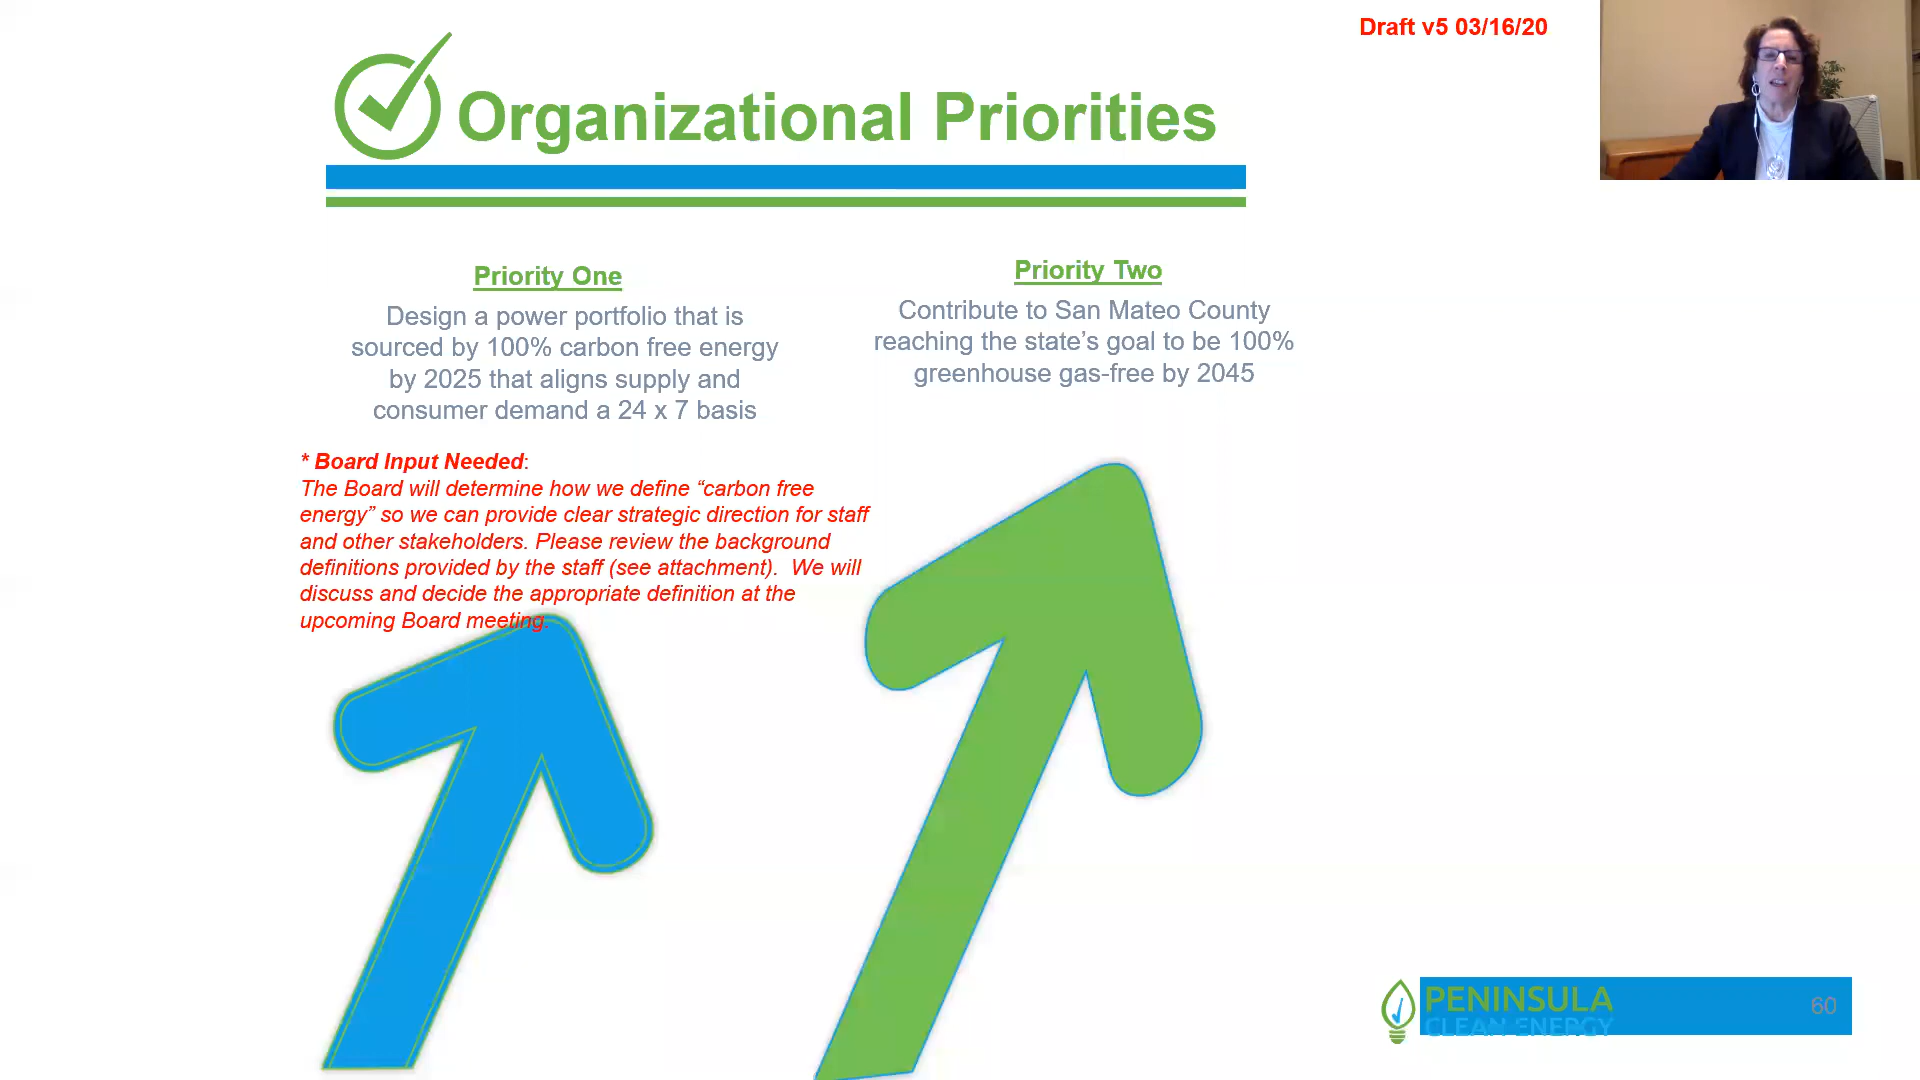 Draft v5 03/16/20
Organizational Priorities
Priority One
Design a power portfolio that is
sourced by 100% carbon free energy
by 2025 that aligns supply and
consumer demand a 24 x 7 basis
Priority Two
Contribute to San Mateo County
reaching the state’s goal to be 100%
greenhouse gas-free by 2045
* Board Input Needed:
The Board will determine how we define “carbon free
energy” so we can provide clear strategic direction for staff
and other stakeholders. Please review the background
definitions provided by the staff (see attachment).  We will
discuss and decide the appropriate definition at the
upcoming Board meeting.
PENINSULA
CLEAN ENERGY
60